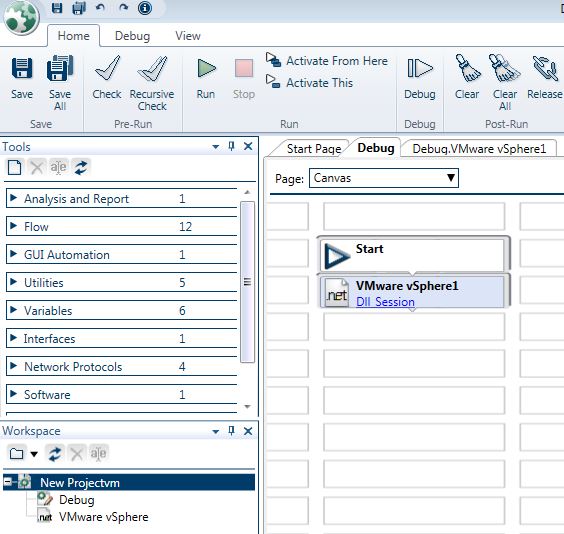 Home Debug View
Save Save All Check Recursive Check Run Stop Activate From Here Activate This Debug Clear Clear All Release
Save Pre-Run Run Debug Post-Run
Tools
Analysis and Report 1
Flow 12
GUI Automation 1
Utilities 5
Variables 6
Interfaces 1
Network Protocols 4
Software 1
Workspace
New Projectvm
Debug
.net VMware vSphere
Start Page Debug Debug.VMware vSphere1
Page: Canvas
Start
.net VMware vSphere1
Dll_Session